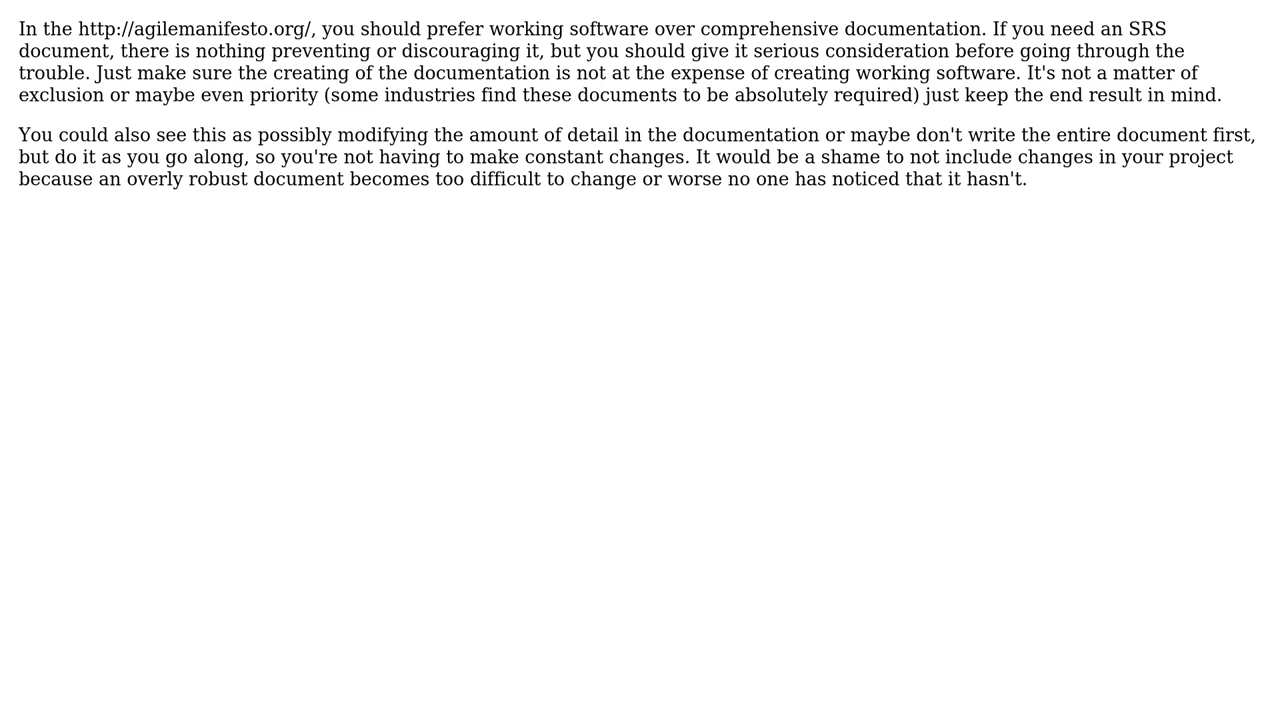 In the http://agilemanifesto.org/, you should prefer working software over comprehensive documentation. If you need an SRS
document, there is nothing preventing or discouraging it, but you should give it serious consideration before going through the
trouble. Just make sure the creating of the documentation is not at the expense of creating working software. It's not a matter of
exclusion or maybe even priority (some industries find these documents to be absolutely required) just keep the end result in mind.
You could also see this as possibly modifying the amount of detail in the documentation or maybe don't write the entire document first,
but do it as you go along, so you're not having to make constant changes. It would be a shame to not include changes in your project
because an overly robust document becomes too difficult to change or worse no one has noticed that it hasn't.